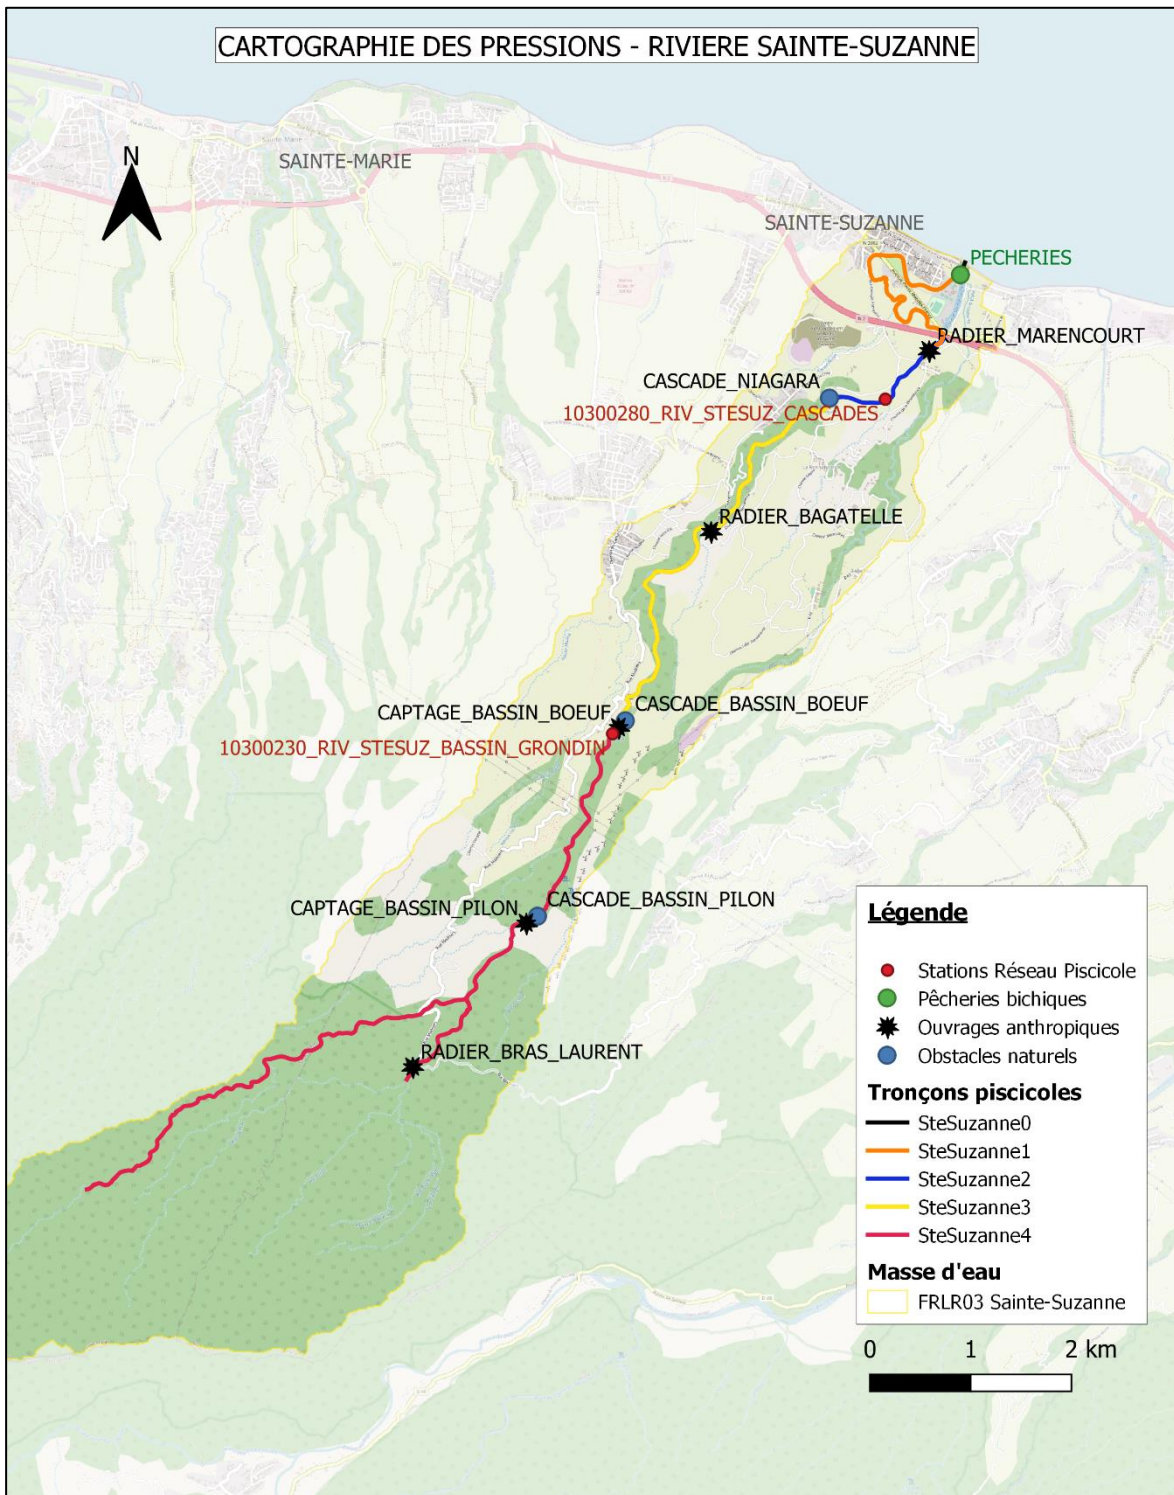 CARTOGRAPHIE DES PRESSIONS - RIVIERE SAINTE-SUZANNE
N
SAINTE-MARIE
SAINTE-SUZANNE
PECHERIES
RADIER_MARENCOURT
CASCADE_NIAGARA
10300280_RIV_STESUZ_CASCADES
RADIER_BAGATELLE
CAPTAGE_BASSIN_BOEUF
CASCADE_BASSIN_BOEUF
10300230_RIV_STESUZ_BASSIN_GRONDIN
CAPTAGE_BASSIN_PILON
CASCADE_BASSIN_PILON
RADIER_BRAS_LAURENT
Légende
Stations Réseau Piscicole
Pêcheries bichiques
Ouvrages anthropiques
Obstacles naturels
Tronçons piscicoles
SteSuzanne0
SteSuzanne1
SteSuzanne2
SteSuzanne3
SteSuzanne4
Masse d'eau
FRLR03 Sainte-Suzanne
0 1 2 km